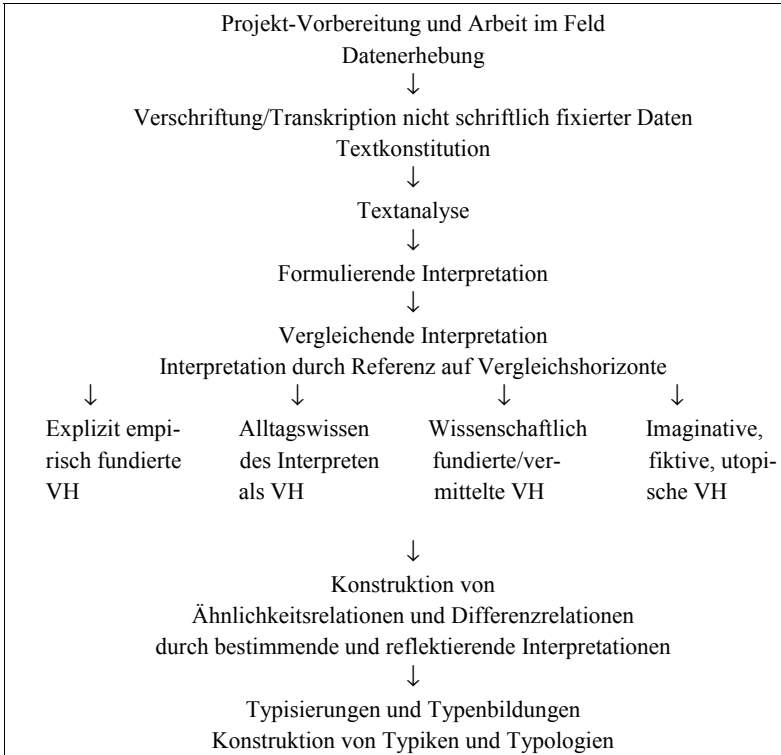 Projekt-Vorbereitung und Arbeit im Feld
Datenerhebung
↓
Verschriftung/Transkription nicht schriftlich fixierter Daten
Textkonstitution
↓
Textanalyse
↓
Formulierende Interpretation
↓
Vergleichende Interpretation
Interpretation durch Referenz auf Vergleichshorizonte
↓ ↓ ↓ ↓
Explizit empi-
risch fundierte
VH
Alltagswissen
des Interpreten
als VH
Wissenschaftlich
fundierte/ver-
mittelte VH
Imaginative,
fiktive, utopi-
sche VH
↓
Konstruktion von
Ähnlichkeitsrelationen und Differenzrelationen
durch bestimmende und reflektierende Interpretationen
↓
Typisierungen und Typenbildungen
Konstruktion von Typiken und Typologien